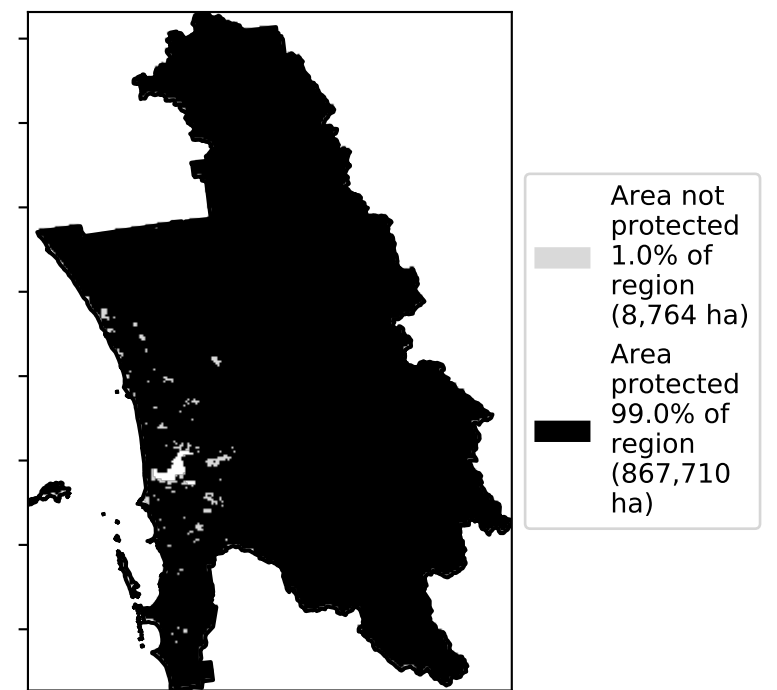 Area not
protected
1.0% of
region
(8,764 ha)
Area
protected
99.0% of
region
(867,710
ha)